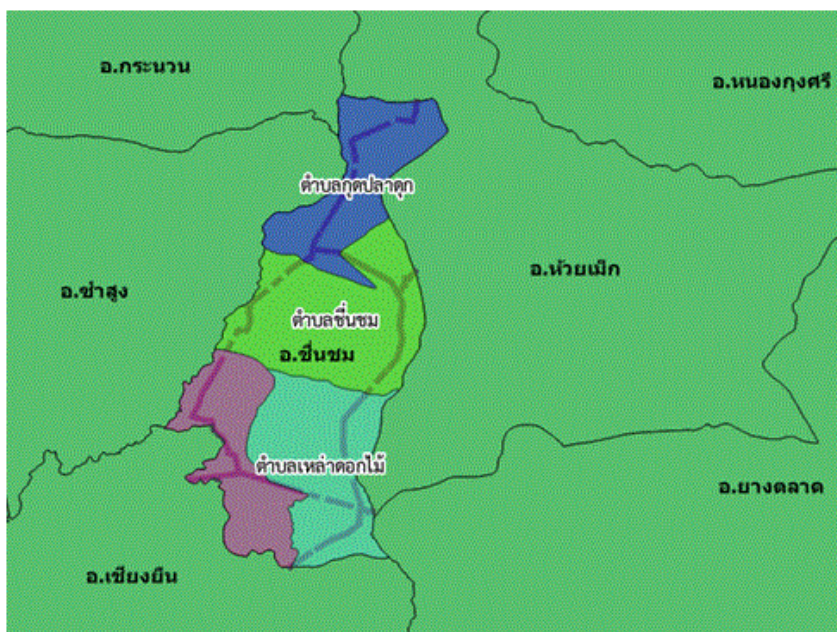 อ.กระนวน
อ.หนองกุงศรี
ตำบลกุดปลาดุก
อ.ห้วยเม็ก
อ.ซำสูง
ตำบลชื่นชม
อ.ชื่นชม
ตำบลเหล่าดอกไม้
อ.ยางตลาด
อ.เชียงยืน